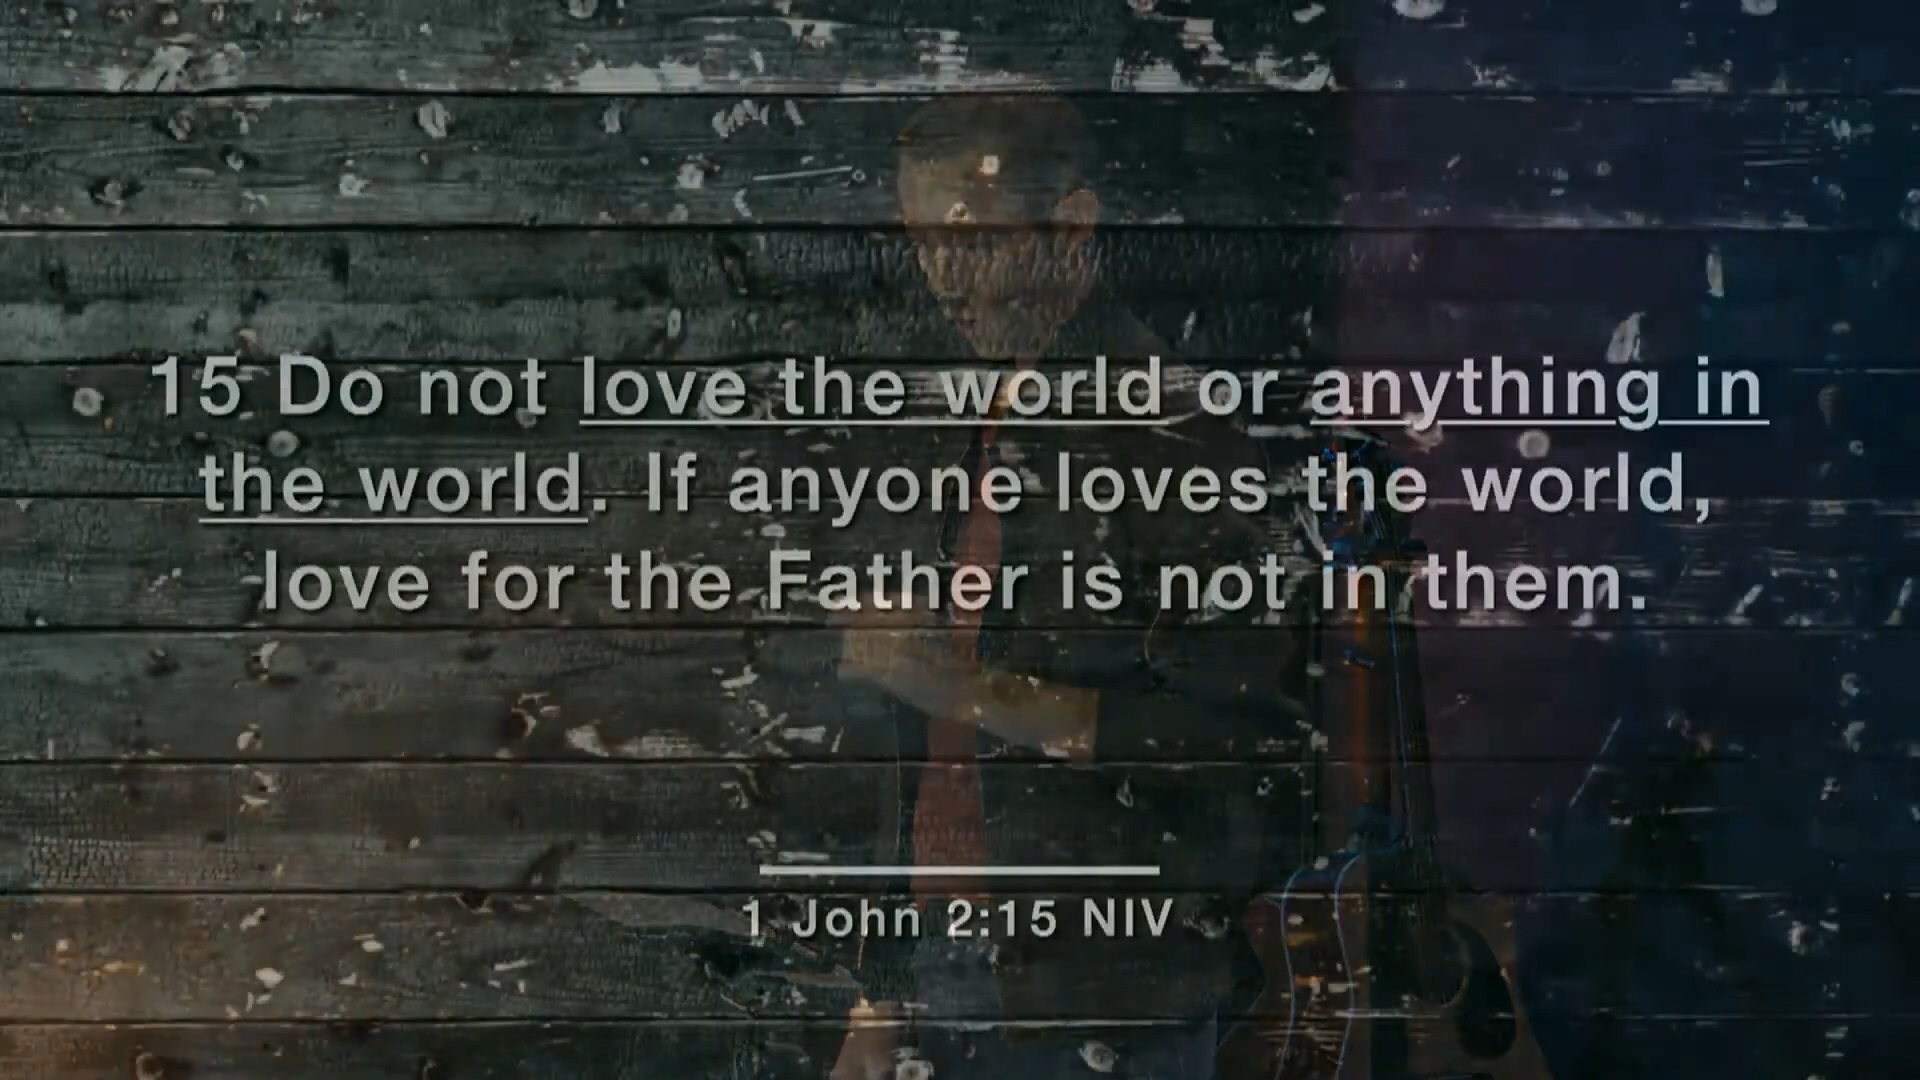 15 Do not love the world or anything in
the world. If anyone loves the world,
love for the Father is not in them.
1 John 2:15 NIV